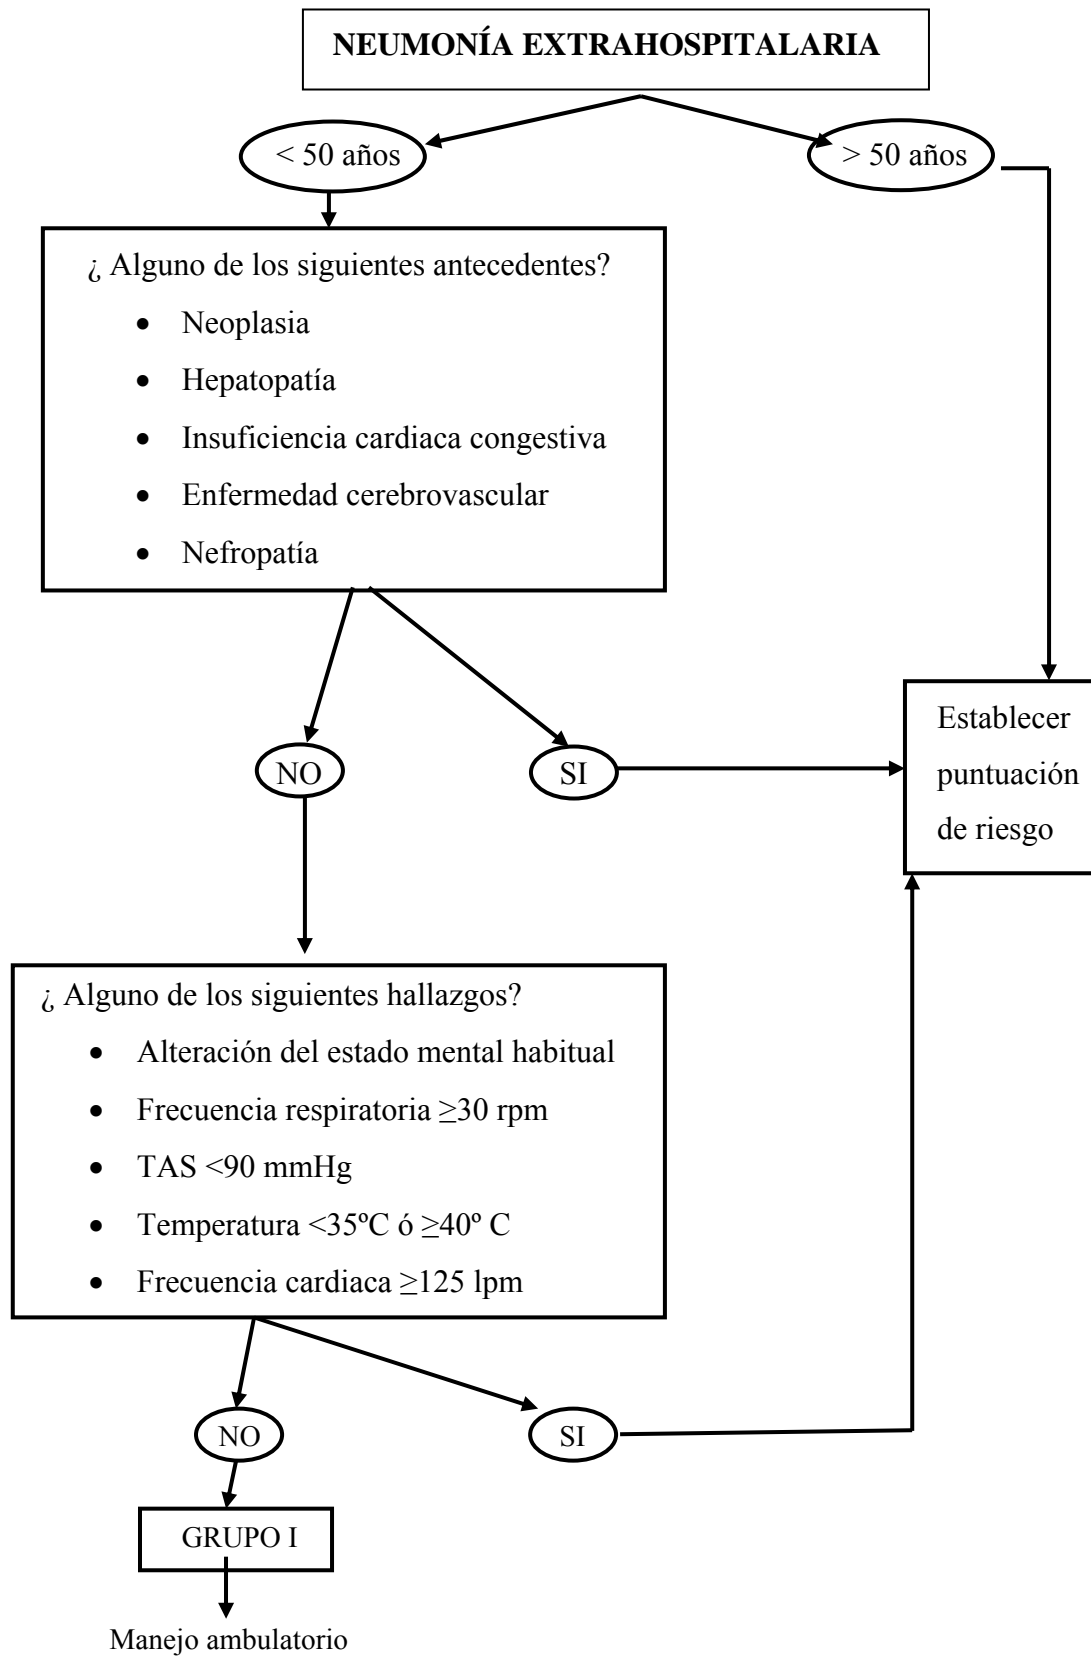 NEUMONÍA EXTRAHOSPITALARIA
< 50 años
> 50 años
¿ Alguno de los siguientes antecedentes?
• Neoplasia
• Hepatopatía
• Insuficiencia cardiaca congestiva
• Enfermedad cerebrovascular
• Nefropatía
NO
SI
Establecer
puntuación
de riesgo
¿ Alguno de los siguientes hallazgos?
• Alteración del estado mental habitual
• Frecuencia respiratoria ≥30 rpm
• TAS <90 mmHg
• Temperatura <35ºC ó ≥40º C
• Frecuencia cardiaca ≥125 lpm
NO
SI
GRUPO I
Manejo ambulatorio